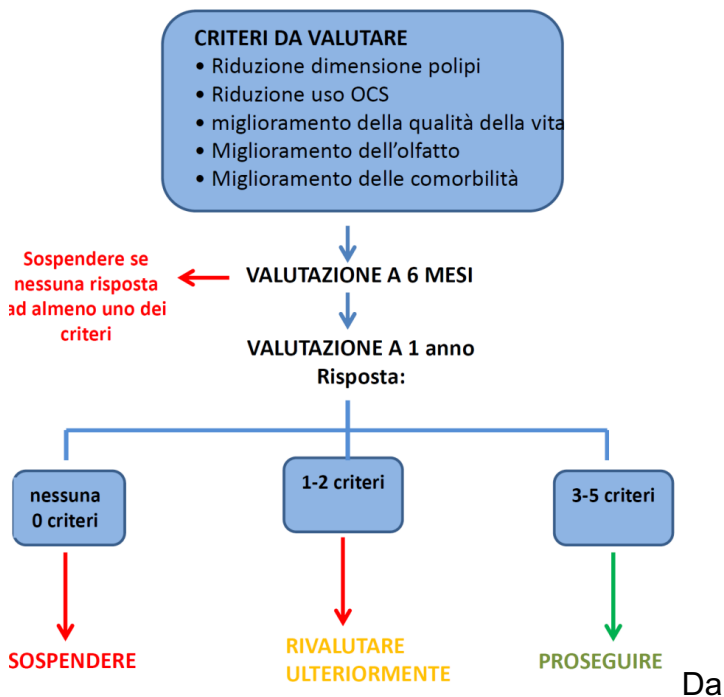 CRITERI DA VALUTARE
• Riduzione dimensione polipi
• Riduzione uso OCS
• miglioramento della qualità della vita
• Miglioramento dell'olfatto
• Miglioramento delle comorbilità
Sospendere se
nessuna risposta
ad almeno uno dei
criteri
VALUTAZIONE A 6 MESI
VALUTAZIONE A 1 anno
Risposta:
nessuna
0 criteri
1-2 criteri
3-5 criteri
SOSPENDERE
RIVALUTARE
ULTERIORMENTE
PROSEGUIRE
Da